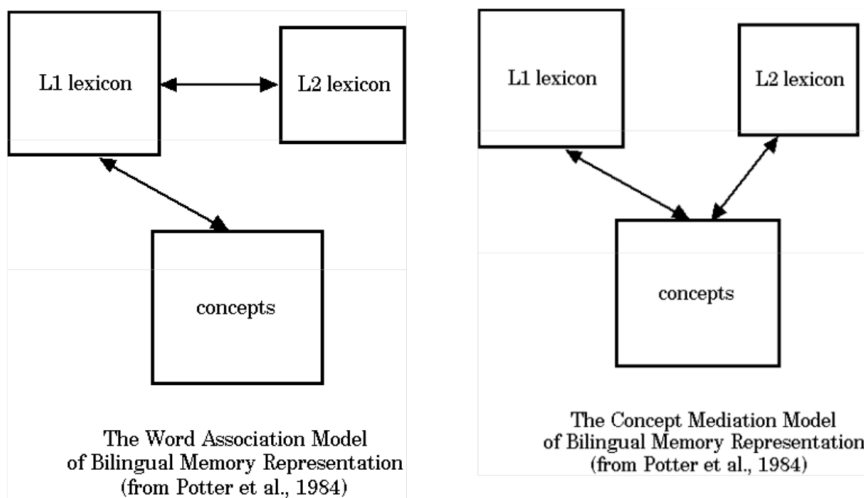 L1 lexicon
L2 lexicon
concepts
The Word Association Model
of Bilingual Memory Representation
(from Potter et al., 1984)
L1 lexicon
L2 lexicon
concepts
The Concept Mediation Model
of Bilingual Memory Representation
(from Potter et al., 1984)